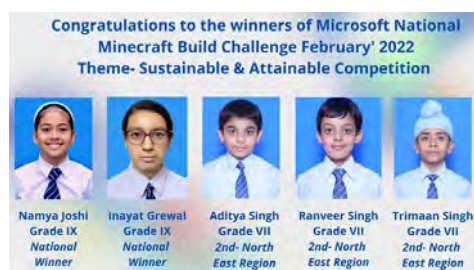 Congratulations to the winners of Microsoft National
Minecraft Build Challenge February' 2022
Theme- Sustainable & Attainable Competition
Namya Joshi
Grade IX
National
Winner
Inayat Grewal
Grade IX
National
Winner
Aditya Singh
Grade VII
2nd- North
East Region
Ranveer Singh
Grade VII
2nd- North
East Region
Trimaan Singh
Grade VII
2nd- North
East Region